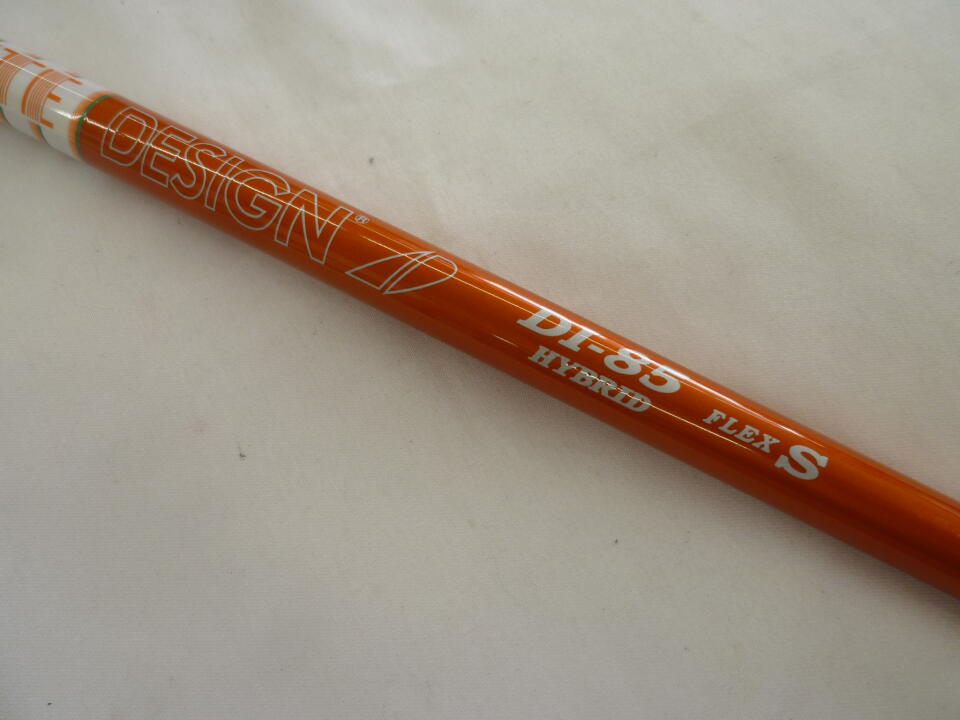 DESIGN®
DI-85
HYBRID
FLEX S